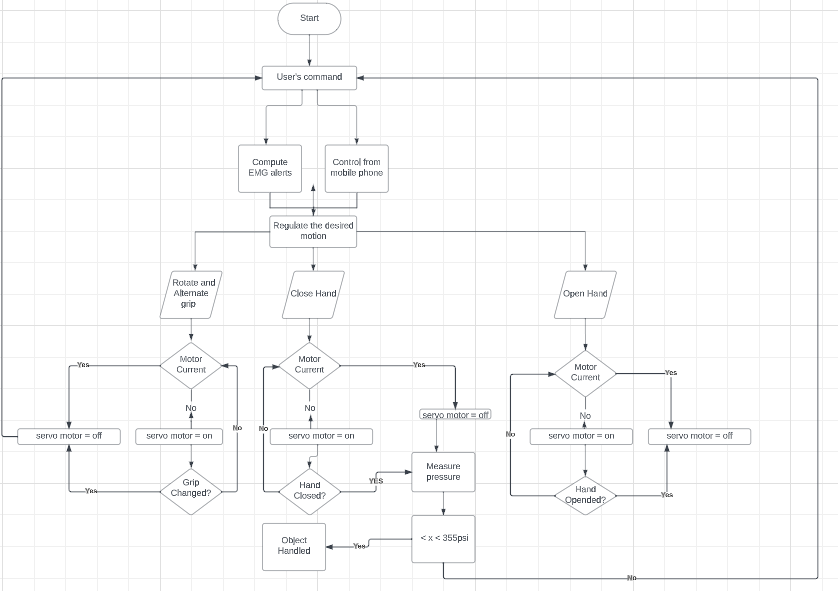 Start
User's command
Compute
EMG alerts
Control from
mobile phone
Regulate the desired
motion
Rotate and
Alternate
grip
Close Hand
Open Hand
Motor
Current
Motor
Current
Motor
Current
Yes
Yes
Yes
No
No
No
servo motor = off
servo motor = off
servo motor = on
servo motor = on
servo motor = on
servo motor = off
No
No
No
Measure
pressure
Grip
Changed?
Hand
Closed?
Hand
Opended?
Yes
YES
Yes
Object
Handled
Yes
< x < 355psi
No